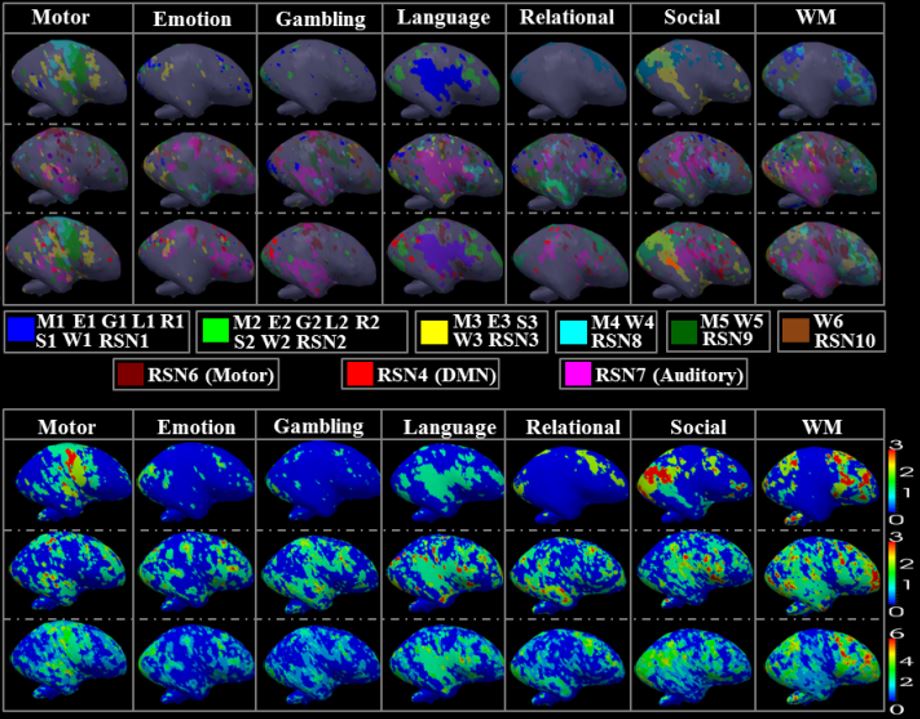 Motor Emotion Gambling Language Relational Social WM
M1 E1 G1 L1 R1
S1 W1 RSN1
M2 E2 G2 L2 R2
S2 W2 RSN2
M3 E3 S3
W3 RSN3
M4 W4
RSN8
M5 W5
RSN9
W6
RSN10
RSN6 (Motor)
RSN4 (DMN)
RSN7 (Auditory)
Motor Emotion Gambling Language Relational Social WM
3
2
1
0
3
2
1
0
6
4
2
0